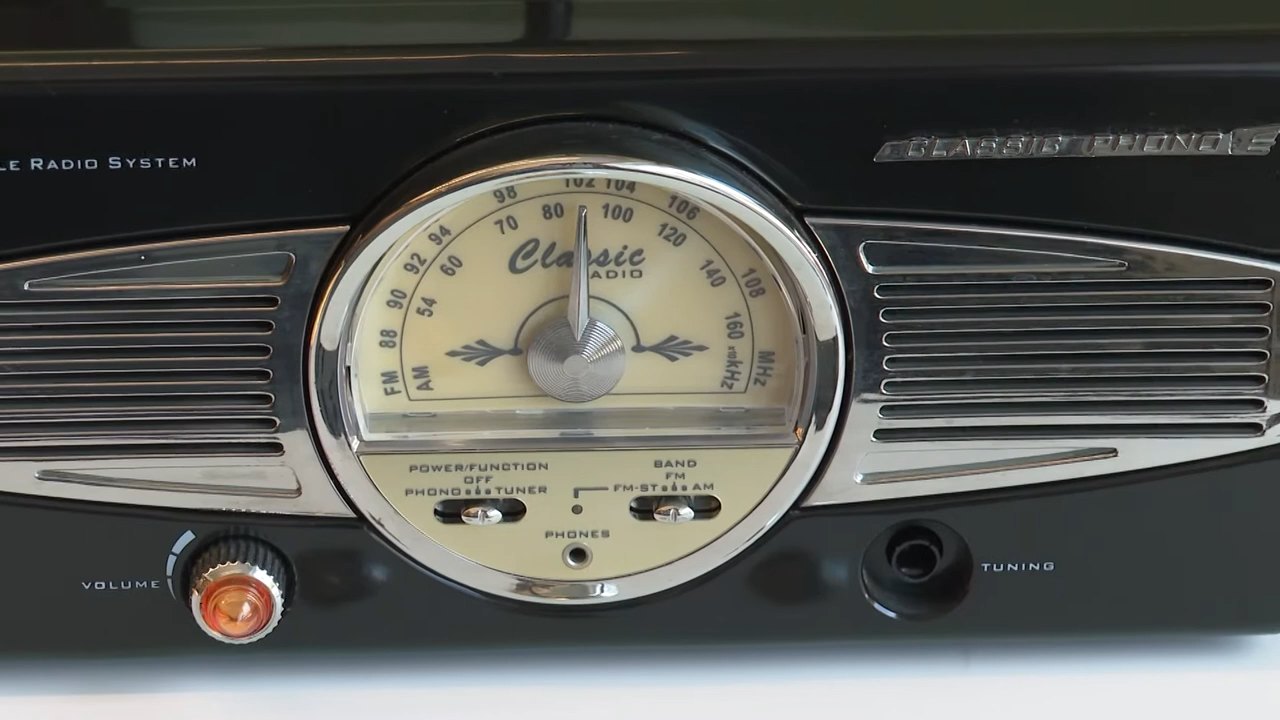 LE RADIO SYSTEM
CLASSIC PHONO
98 102 104 106
94 92 90 88 FM
108 MHz
70 80 100 120
60 54 AM
140 160 x10kHz
Classic
RADIO
POWER/FUNCTION
OFF
PHONO TUNER
BAND
FM
FM-ST AM
PHONES
VOLUME
TUNING